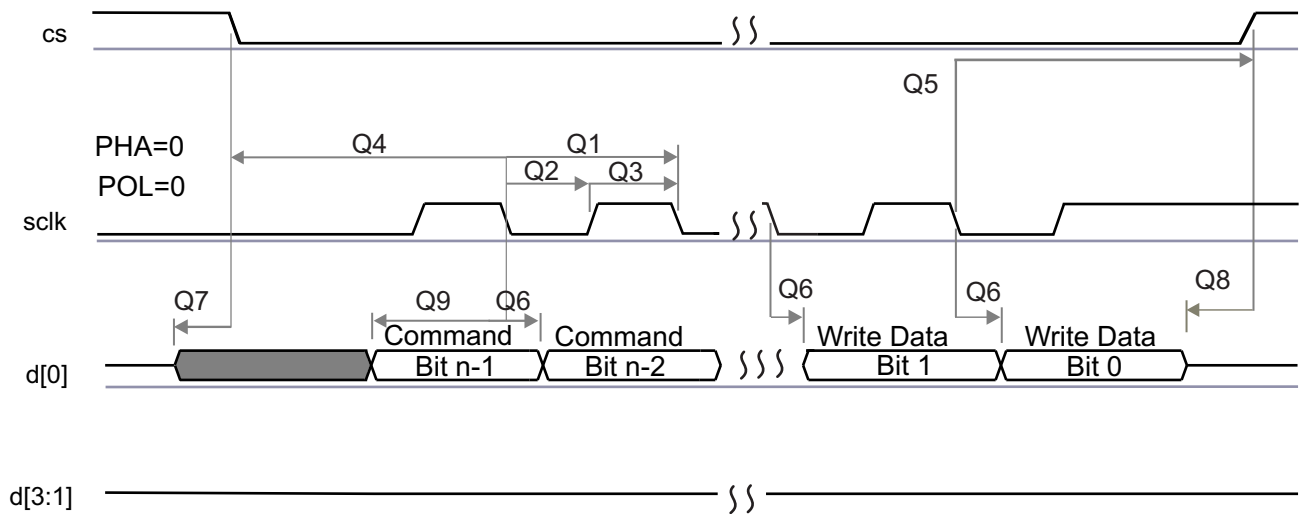 cs
Q5
PHA=0
Q4
Q1
POL=0
Q2
Q3
sclk
Q7
Q9
Q6
Q6
Q6
Q8
Command
Command
Write Data
Write Data
d[0]
Bit n-1
Bit n-2
Bit 1
Bit 0
d[3:1]